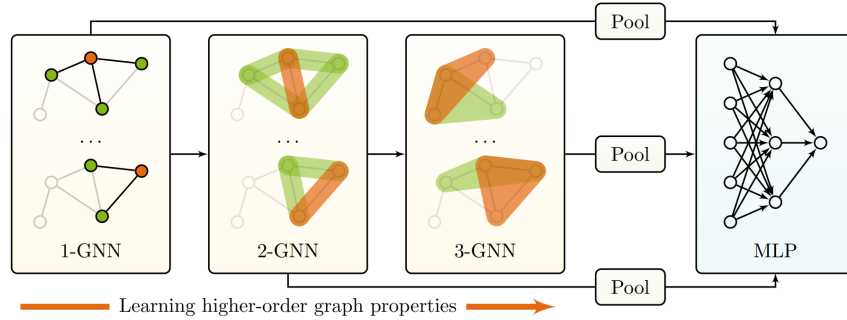 Pool
. . .
. . .
. . .
Pool
1-GNN
2-GNN
3-GNN
MLP
Pool
Learning higher-order graph properties